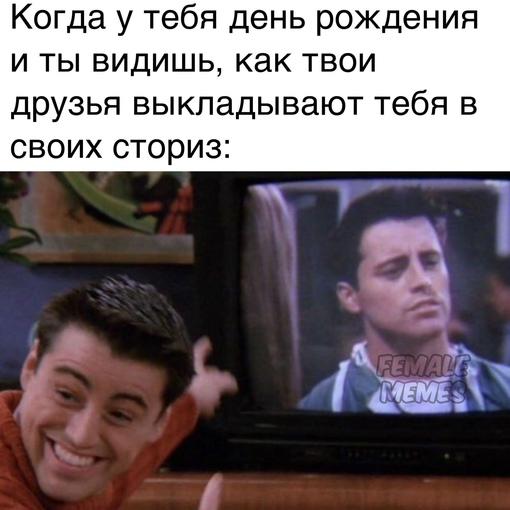 Когда у тебя день рождения
и ты видишь, как твои
друзья выкладывают тебя в
своих сториз:
FEMALE
MEMES